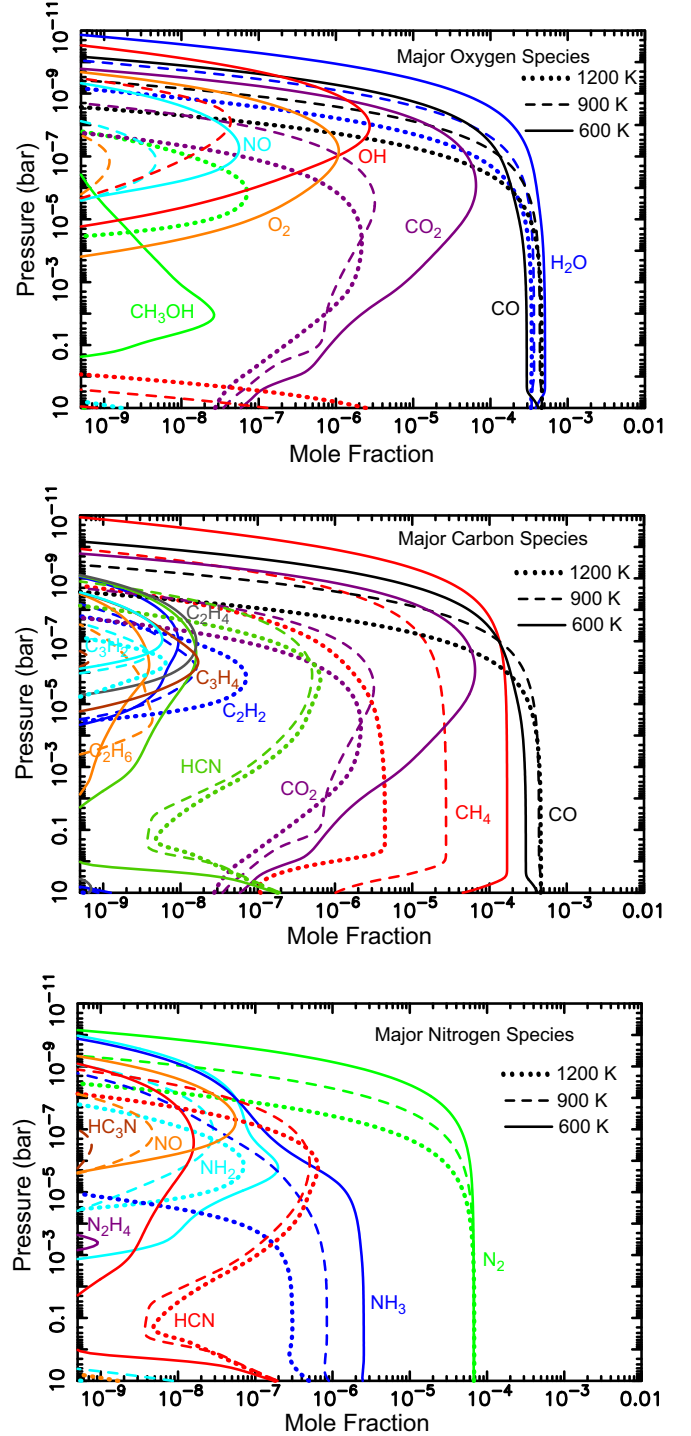 10⁻¹¹
Major Oxygen Species
10⁻⁹
1200 K
900 K
600 K
NO
10⁻⁷
OH
Pressure (bar)
10⁻⁵
O₂
CO₂
H₂O
10⁻³
CH₃OH
CO
0.1
10
10⁻⁹ 10⁻⁸ 10⁻⁷ 10⁻⁶ 10⁻⁵ 10⁻⁴ 10⁻³ 0.01
Mole Fraction
10⁻¹¹
Major Carbon Species
10⁻⁹
1200 K
900 K
C₂H₄
600 K
10⁻⁷
C₃H₄
Pressure (bar)
10⁻⁵
C₂H₂
C₂H₆
HCN
10⁻³
CO₂
CH₄
CO
0.1
10
10⁻⁹ 10⁻⁸ 10⁻⁷ 10⁻⁶ 10⁻⁵ 10⁻⁴ 10⁻³ 0.01
Mole Fraction
10⁻¹¹
Major Nitrogen Species
10⁻⁹
1200 K
900 K
600 K
10⁻⁷
HC₃N
NO
NH₂
Pressure (bar)
10⁻⁵
N₂H₄
10⁻³
N₂
NH₃
HCN
0.1
10
10⁻⁹ 10⁻⁸ 10⁻⁷ 10⁻⁶ 10⁻⁵ 10⁻⁴ 10⁻³ 0.01
Mole Fraction